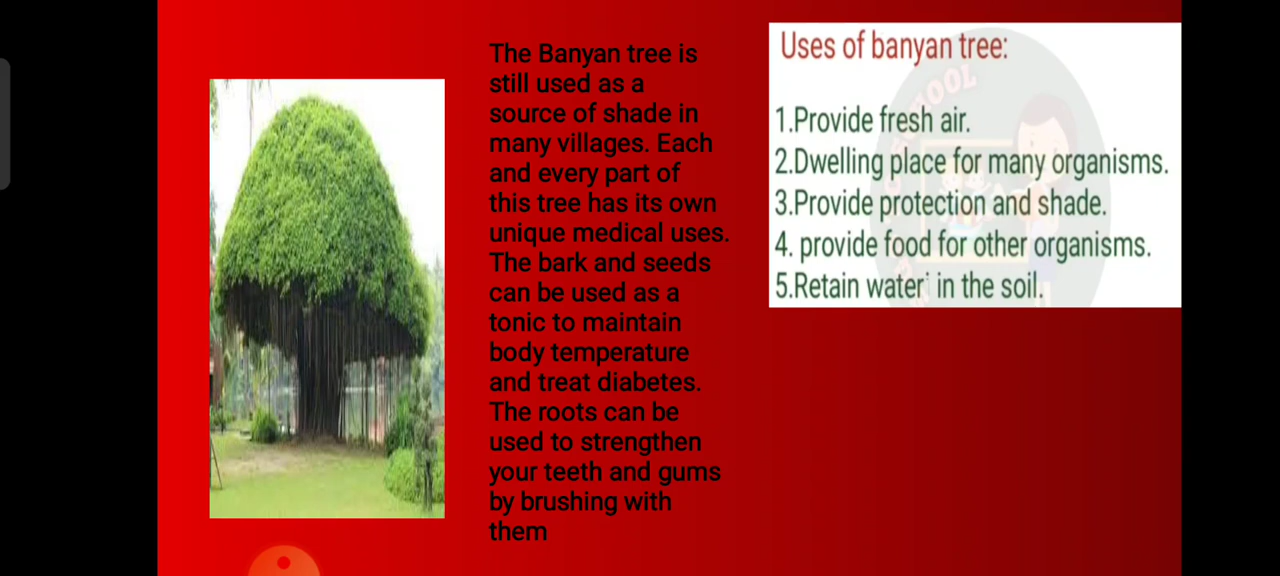 The Banyan tree is
still used as a
source of shade in
many villages. Each
and every part of
this tree has its own
unique medical uses.
The bark and seeds
can be used as a
tonic to maintain
body temperature
and treat diabetes.
The roots can be
used to strengthen
your teeth and gums
by brushing with
them
Uses of banyan tree:
1.Provide fresh air.
2.Dwelling place for many organisms.
3.Provide protection and shade.
4. provide food for other organisms.
5.Retain water in the soil.